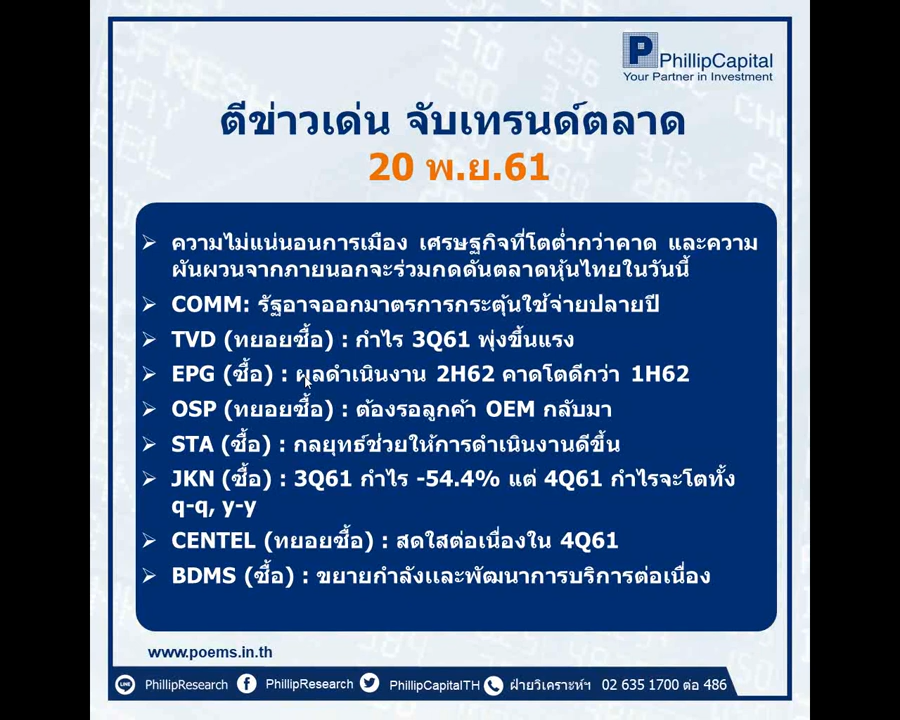 PhillipCapital
Your Partner in Investment
ตีข่าวเด่น จับเทรนด์ตลาด
20 พ.ย.61
ความไม่แน่นอนการเมือง เศรษฐกิจที่โตต่ำกว่าคาด และความ
ผันผวนจากภายนอกจะร่วมกดดันตลาดหุ้นไทยในวันนี้
COMM: รัฐอาจออกมาตรการกระตุ้นใช้จ่ายปลายปี
TVD (ทยอยซื้อ) : กำไร 3Q61 พุ่งขึ้นแรง
EPG (ซื้อ) : ผลดำเนินงาน 2H62 คาดโตดีกว่า 1H62
OSP (ทยอยซื้อ) : ต้องรอลูกค้า OEM กลับมา
STA (ซื้อ) : กลยุทธ์ช่วยให้การดำเนินงานดีขึ้น
JKN (ซื้อ) : 3Q61 กำไร -54.4% แต่ 4Q61 กำไรจะโตทั้ง
q-q, y-y
CENTEL (ทยอยซื้อ) : สดใสต่อเนื่องใน 4Q61
BDMS (ซื้อ) : ขยายกำลังและพัฒนาการบริการต่อเนื่อง
www.poems.in.th
LINE PhillipResearch PhillipResearch PhillipCapitalTH ฝ่ายวิเคราะห์ฯ 02 635 1700 ต่อ 486